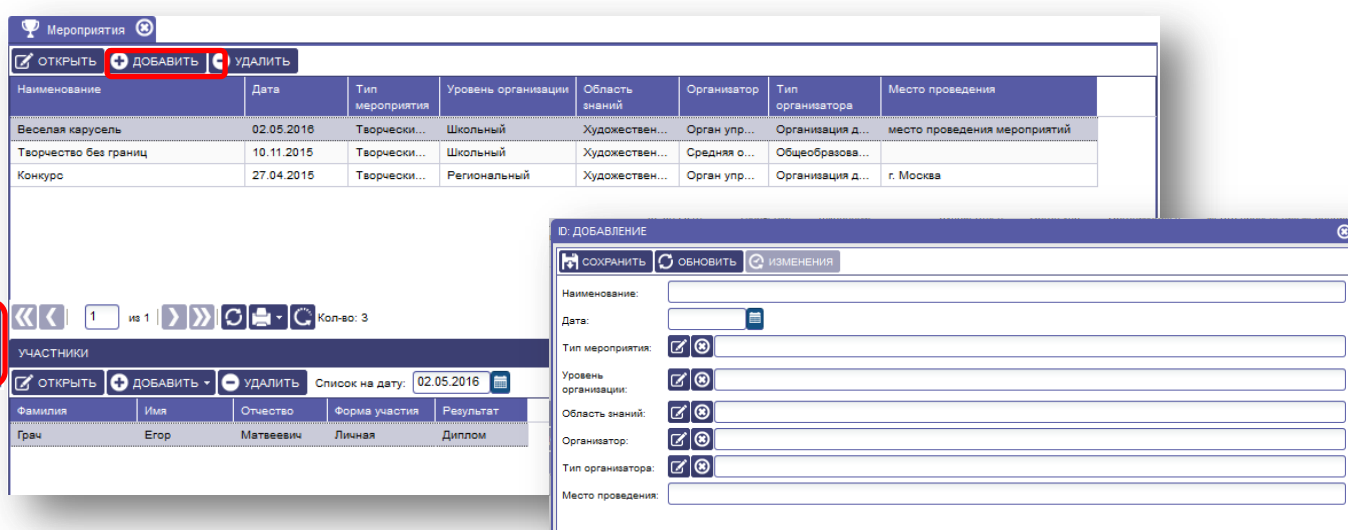 Мероприятия
ОТКРЫТЬ ДОБАВИТЬ УДАЛИТЬ
Наименование Дата Тип мероприятия Уровень организации Область знаний Организатор Тип организатора Место проведения
Веселая карусель 02.05.2016 Творчески... Школьный Художествен... Орган упр... Организация д... место проведения мероприятий
Творчество без границ 10.11.2015 Творчески... Школьный Художествен... Средняя о... Общеобразова...
Конкурс 27.04.2015 Творчески... Региональный Художествен... Орган упр... Организация д... г. Москва
1 из 1 Кол-во: 3
УЧАСТНИКИ
ОТКРЫТЬ ДОБАВИТЬ УДАЛИТЬ Список на дату: 02.05.2016
Фамилия Имя Отчество Форма участия Результат
Грач Егор Матвеевич Личная Диплом
ID: ДОБАВЛЕНИЕ
СОХРАНИТЬ ОБНОВИТЬ ИЗМЕНЕНИЯ
Наименование:
Дата:
Тип мероприятия:
Уровень
организации:
Область знаний:
Организатор:
Тип организатора:
Место проведения: